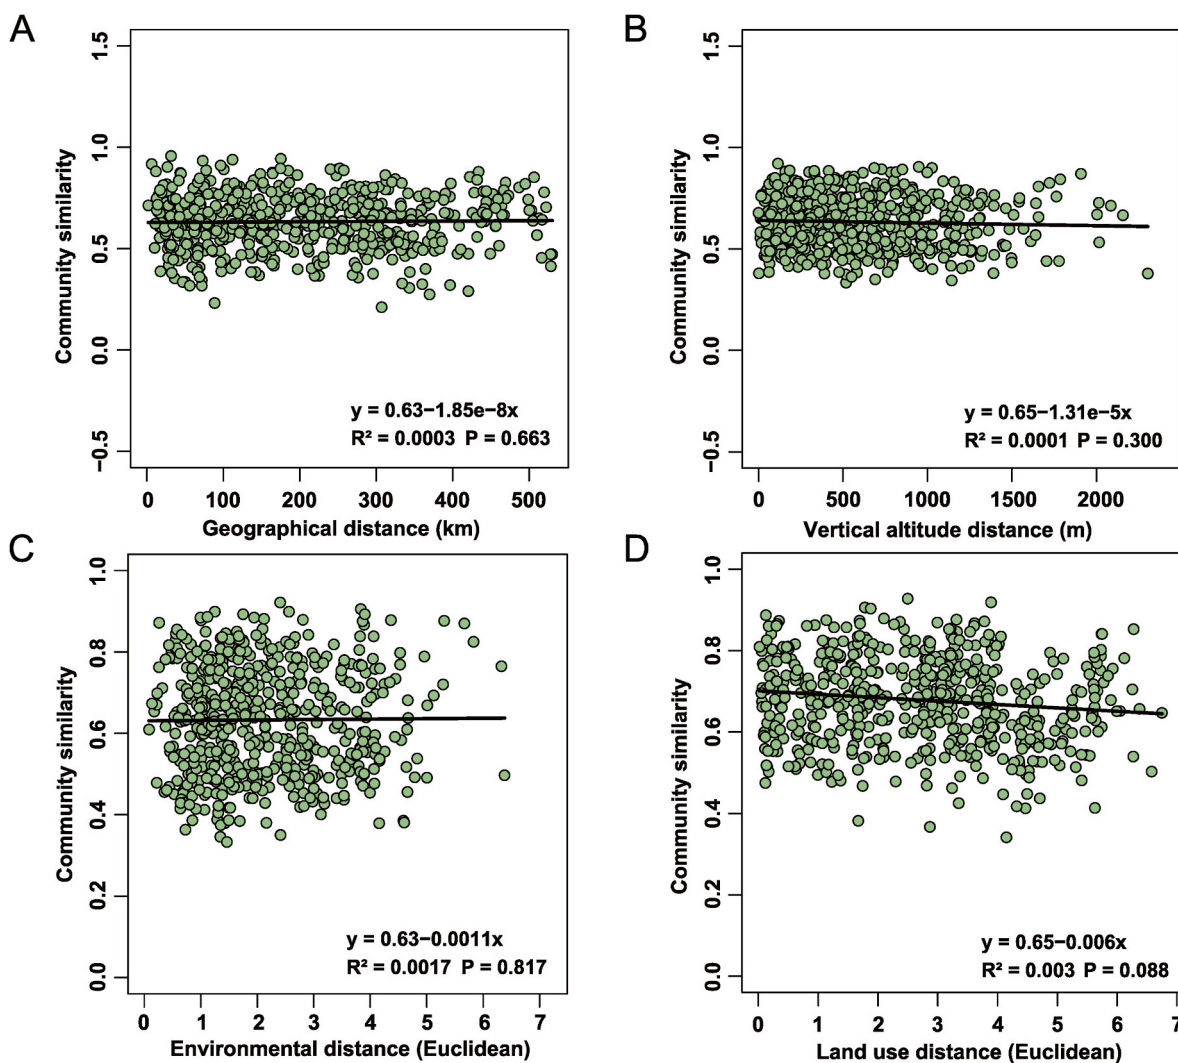 A
Community similarity
1.5
1.0
0.5
0.0
−0.5
y = 0.63−1.85e−8x
R² = 0.0003 P = 0.663
0 100 200 300 400 500
Geographical distance (km)
B
Community similarity
1.5
1.0
0.5
0.0
−0.5
y = 0.65−1.31e−5x
R² = 0.0001 P = 0.300
0 500 1000 1500 2000
Vertical altitude distance (m)
C
Community similarity
1.0
0.8
0.6
0.4
0.2
0.0
y = 0.63−0.0011x
R² = 0.0017 P = 0.817
0 1 2 3 4 5 6 7
Environmental distance (Euclidean)
D
Community similarity
1.0
0.8
0.6
0.4
0.2
0.0
y = 0.65−0.006x
R² = 0.003 P = 0.088
0 1 2 3 4 5 6 7
Land use distance (Euclidean)